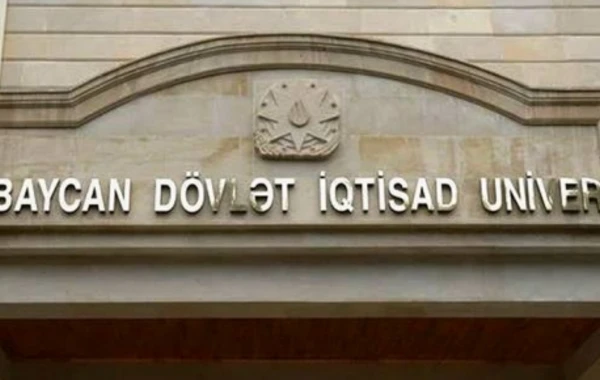 BAYCAN DÖVLƏT İQTİSAD UNİVER